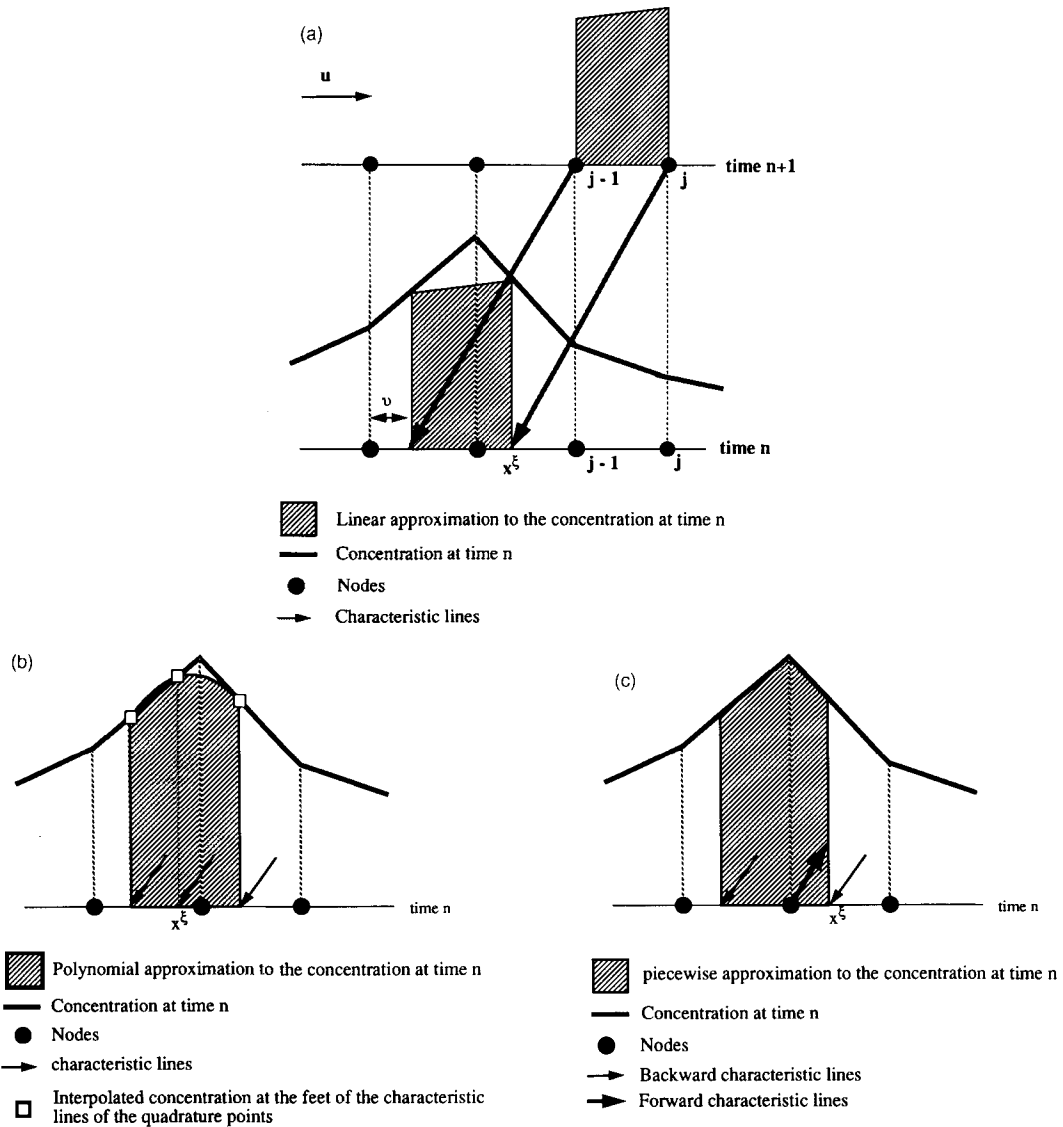 (a)
u
time n+1
j - 1
j
υ
time n
x^ξ
j - 1
j
Linear approximation to the concentration at time n
Concentration at time n
Nodes
Characteristic lines
(b)
time n
x^ξ
Polynomial approximation to the concentration at time n
Concentration at time n
Nodes
characteristic lines
Interpolated concentration at the feet of the characteristic
lines of the quadrature points
(c)
time n
x^ξ
piecewise approximation to the concentration at time n
Concentration at time n
Nodes
Backward characteristic lines
Forward characteristic lines